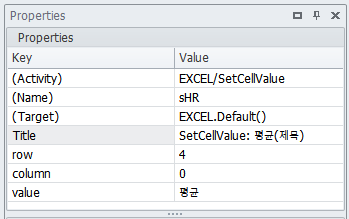 Properties
Properties
Key Value
(Activity) EXCEL/SetCellValue
(Name) sHR
(Target) EXCEL.Default()
Title SetCellValue: 평균(제목)
row 4
column 0
value 평균